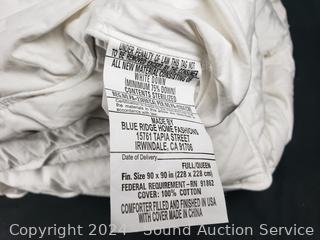 UNDER PENALTY OF LAW THIS TAG NOT
TO BE REMOVED EXCEPT BY THE CONSUMER
ALL NEW MATERIAL CONSISTING OF
WHITE DOWN
(MINIMUM 75% DOWN)
CONTENTS STERILIZED
MADE BY
BLUE RIDGE HOME FASHIONS
15761 TAPIA STREET
IRWINDALE, CA 91706
Date of Delivery
FULL/QUEEN
Fin. Size 90 x 90 in (228 x 228 cm)
FEDERAL REQUIREMENT–RN 91862
COVER: 100% COTTON
COMFORTER FILLED AND FINISHED IN USA
WITH COVER MADE IN CHINA
Copyright 2024 - Sound Auction Service